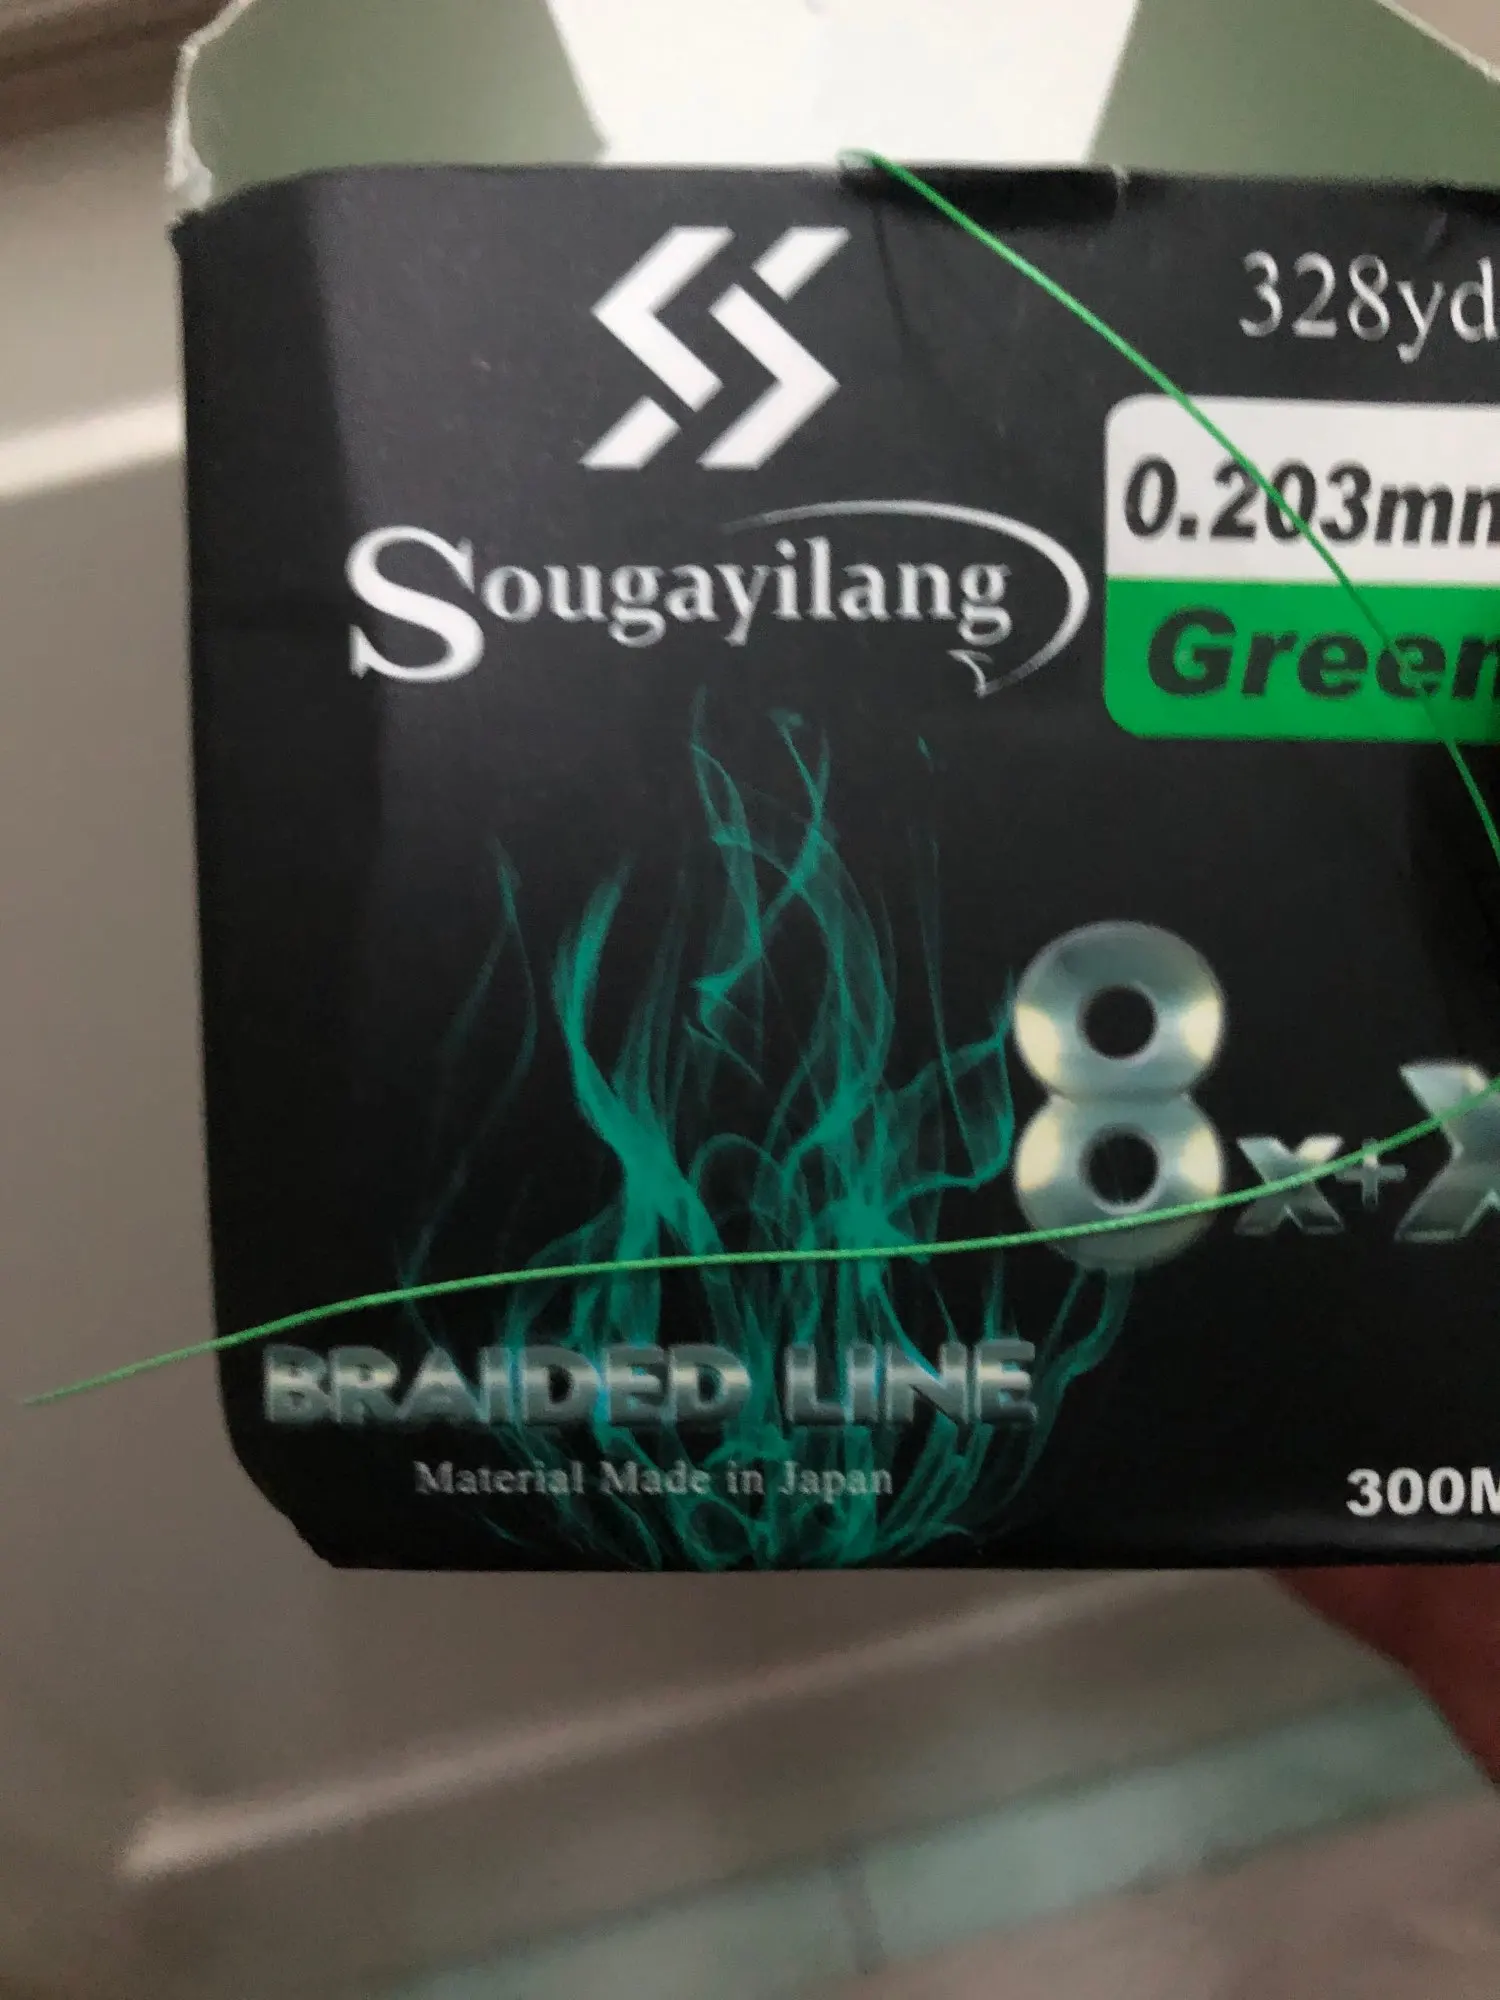 328yd
Sougayilang
0.203mm
Green
8x+
BRAIDED LINE
Material Made in Japan
300M